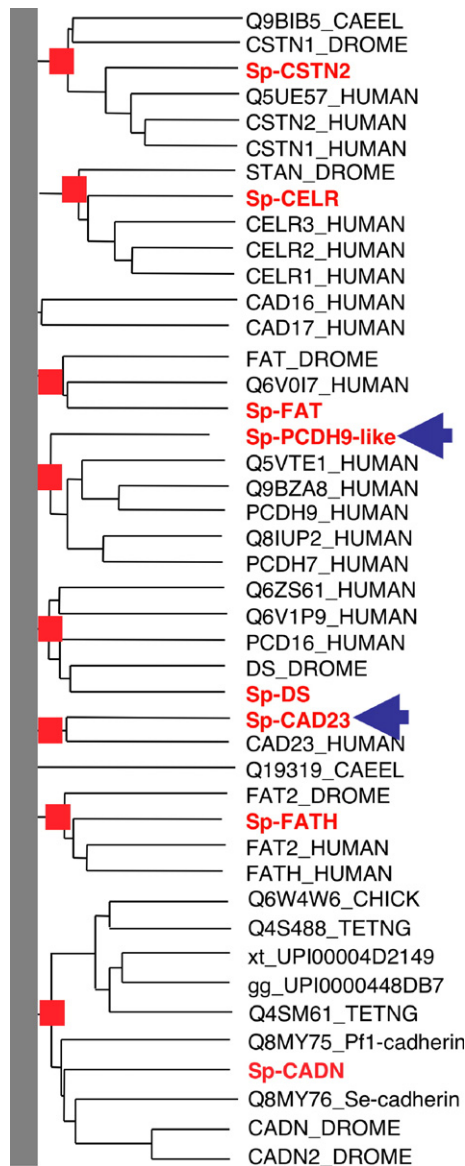 Q9BIB5_CAEEL
CSTN1_DROME
Sp-CSTN2
Q5UE57_HUMAN
CSTN2_HUMAN
CSTN1_HUMAN
STAN_DROME
Sp-CELR
CELR3_HUMAN
CELR2_HUMAN
CELR1_HUMAN
CAD16_HUMAN
CAD17_HUMAN
FAT_DROME
Q6V0I7_HUMAN
Sp-FAT
Sp-PCDH9-like
Q5VTE1_HUMAN
Q9BZA8_HUMAN
PCDH9_HUMAN
Q8IUP2_HUMAN
PCDH7_HUMAN
Q6ZS61_HUMAN
Q6V1P9_HUMAN
PCD16_HUMAN
DS_DROME
Sp-DS
Sp-CAD23
CAD23_HUMAN
Q19319_CAEEL
FAT2_DROME
Sp-FATH
FAT2_HUMAN
FATH_HUMAN
Q6W4W6_CHICK
Q4S488_TETNG
xt_UPI00004D2149
gg_UPI0000448DB7
Q4SM61_TETNG
Q8MY75_Pf1-cadherin
Sp-CADN
Q8MY76_Se-cadherin
CADN_DROME
CADN2_DROME